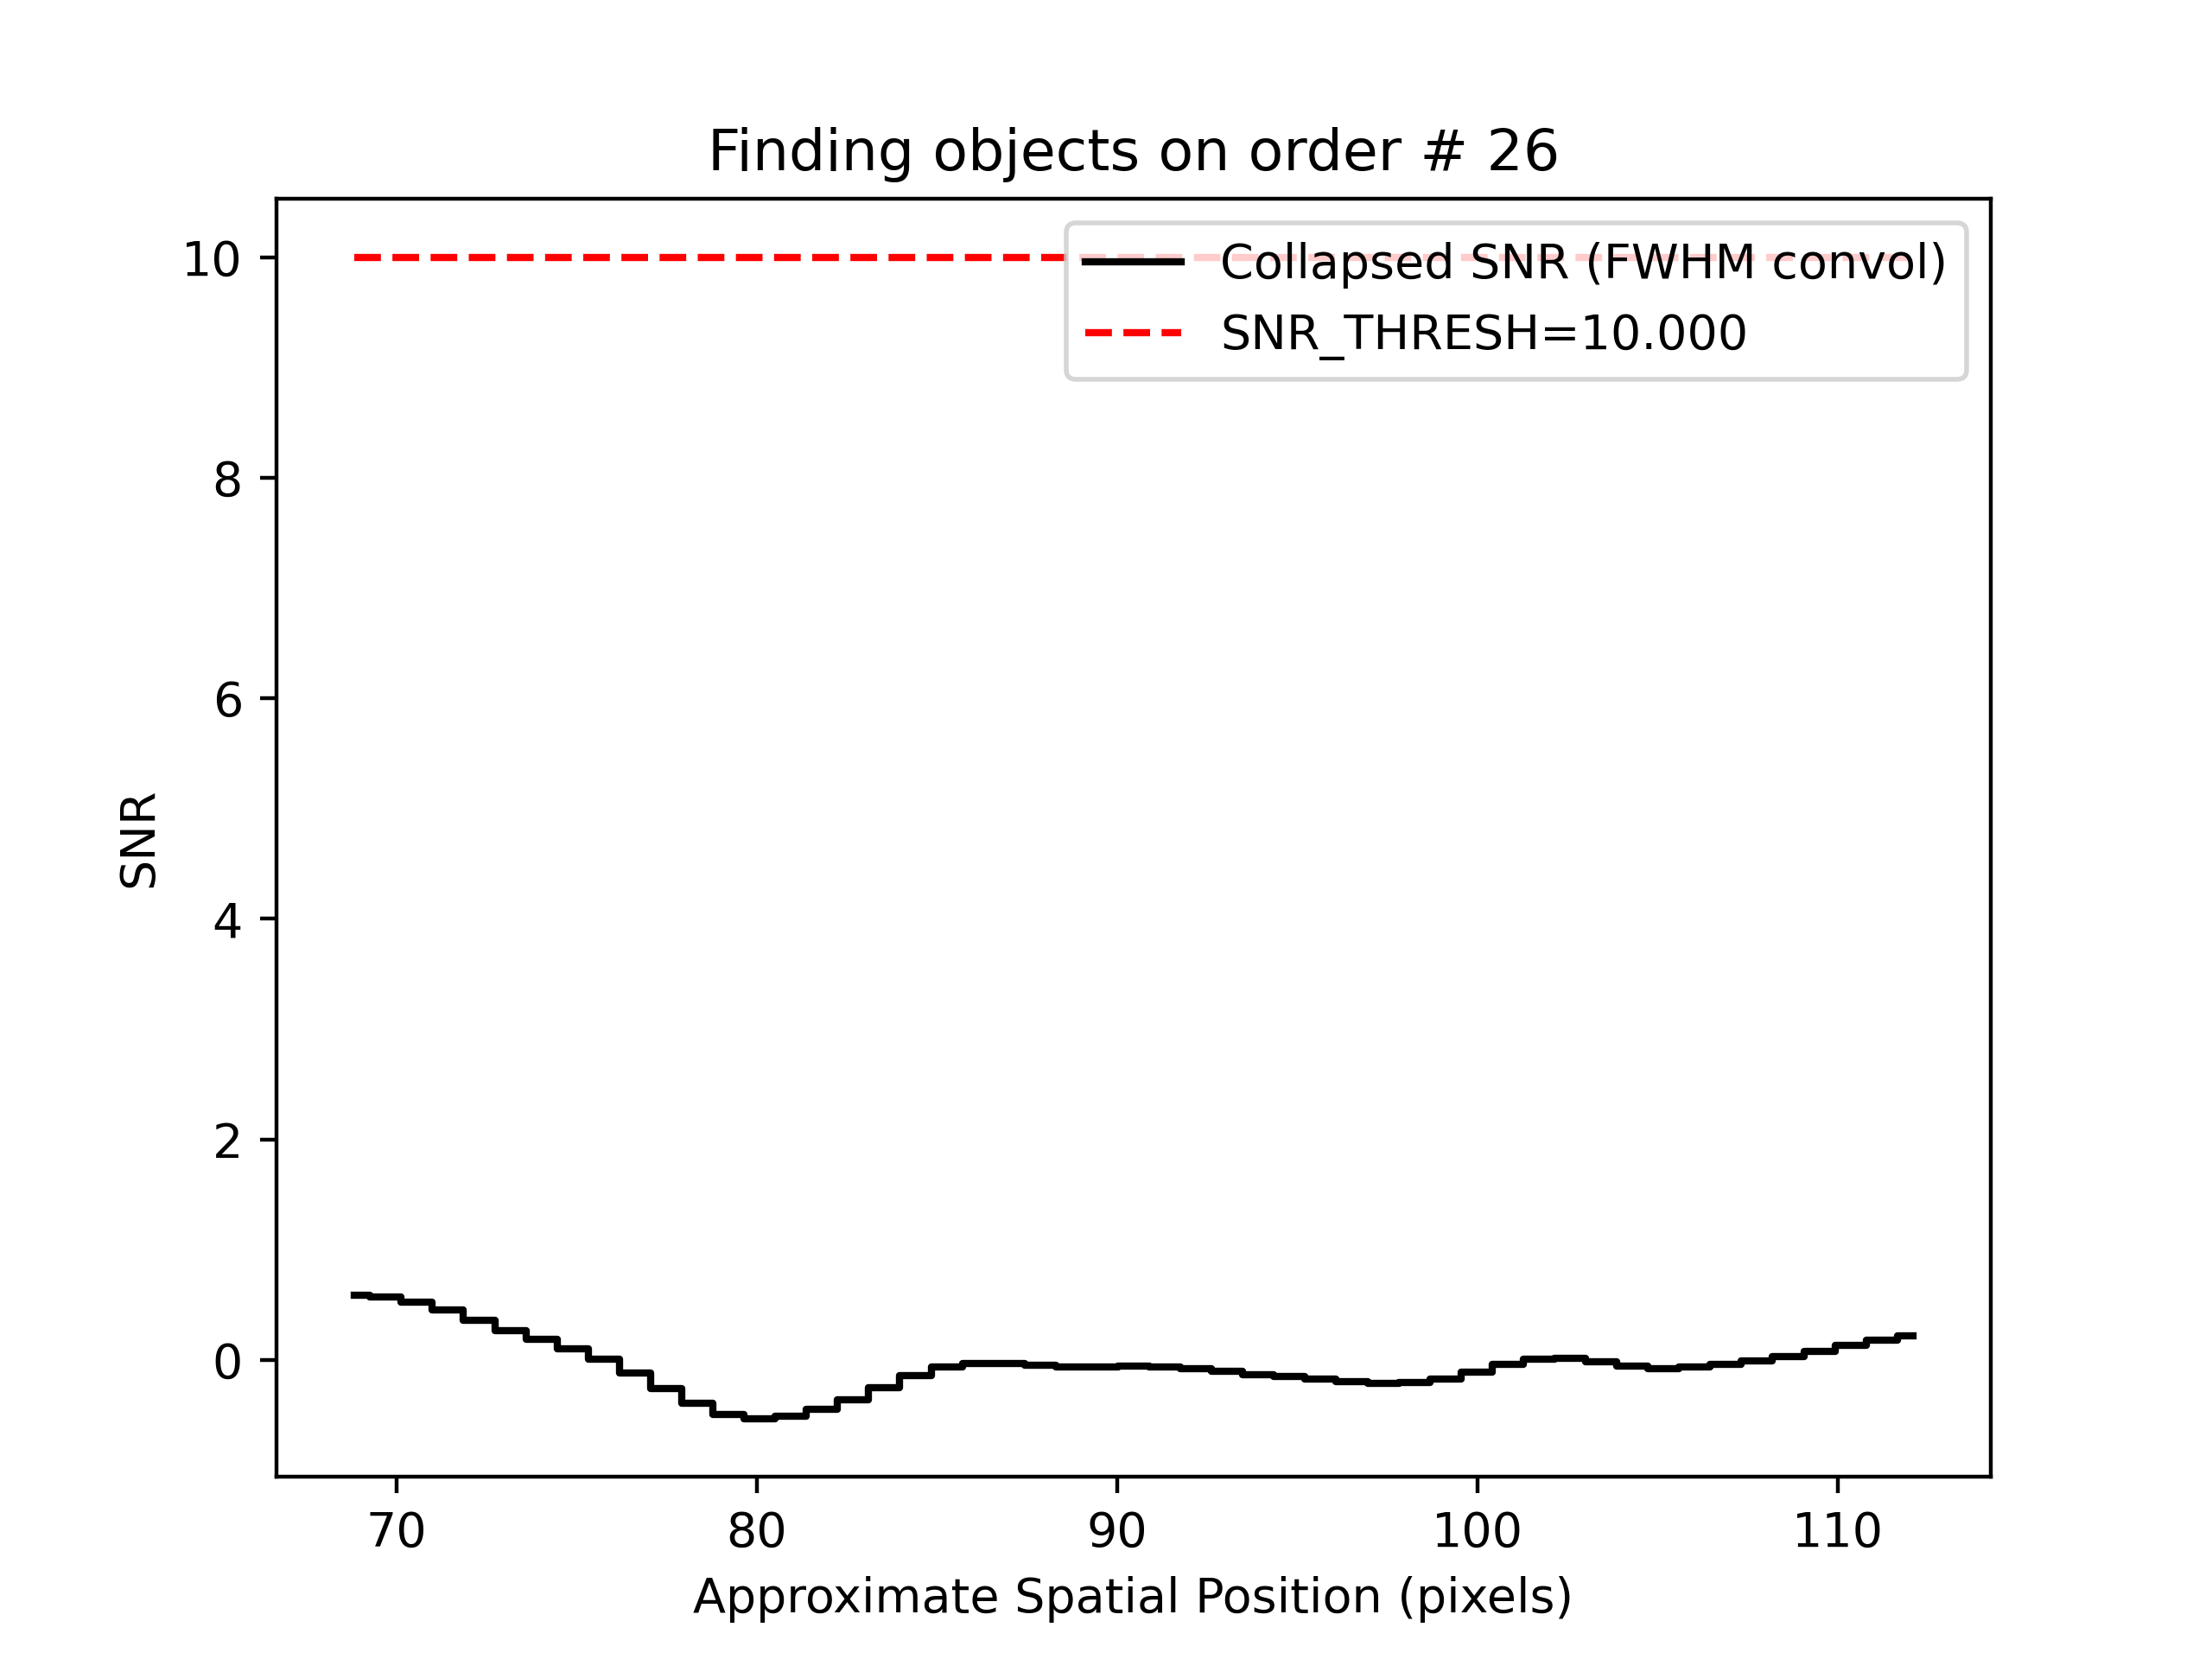 Finding objects on order # 26
Collapsed SNR (FWHM convol)
SNR_THRESH=10.000
10
8
6
4
2
0
SNR
70 80 90 100 110
Approximate Spatial Position (pixels)